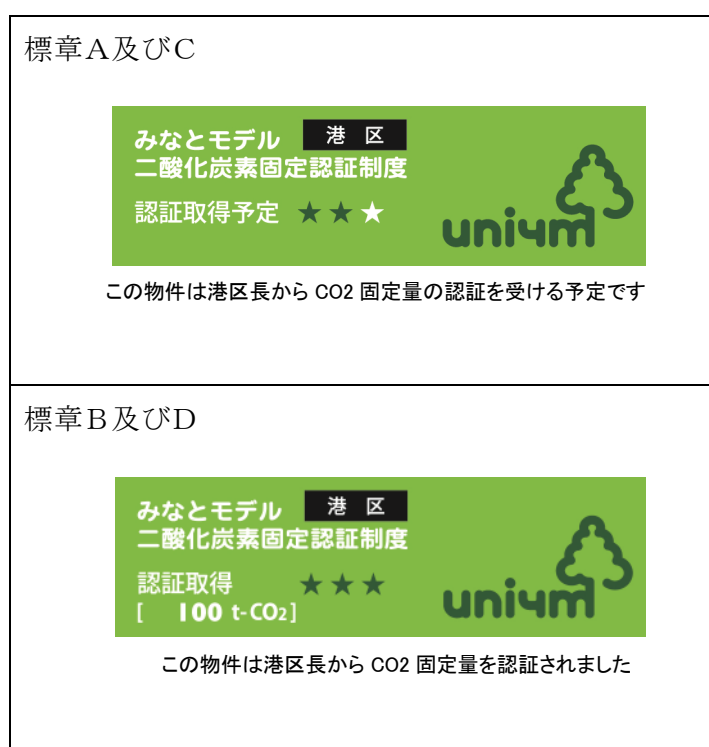 標章A及びC
みなとモデル 港 区
二酸化炭素固定認証制度
認証取得予定 ★★★
uni4m
この物件は港区長から CO2 固定量の認証を受ける予定です
標章B及びD
みなとモデル 港 区
二酸化炭素固定認証制度
認証取得 ★★★
[ 100 t-CO2]
uni4m
この物件は港区長から CO2 固定量を認証されました